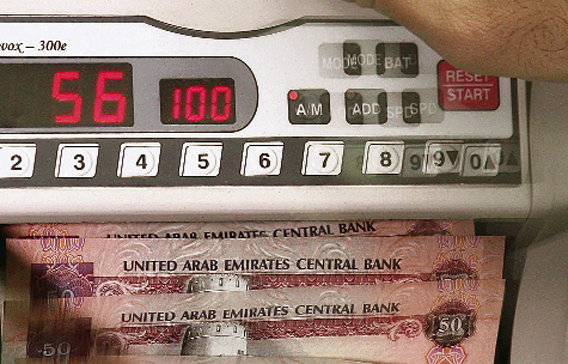 vox – 300e
56
100
MODE BAT
A/M ADD SPD
RESET
START
2 3 4 5 6 7 8 9▼ 0▲
UNITED ARAB EMIRATES CENTRAL BANK
UNITED ARAB EMIRATES CENTRAL BANK
UNITED ARAB EMIRATES CENTRAL BANK
50
50